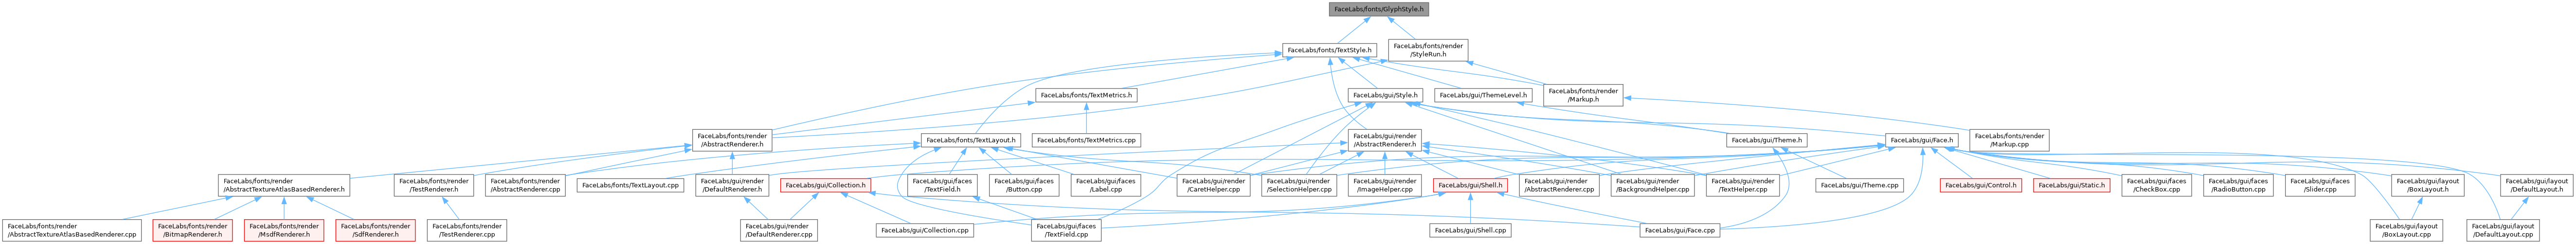 FaceLabs/fonts/GlyphStyle.h
FaceLabs/fonts/TextStyle.h
FaceLabs/fonts/render
/StyleRun.h
FaceLabs/fonts/TextMetrics.h
FaceLabs/gui/Style.h
FaceLabs/gui/ThemeLevel.h
FaceLabs/fonts/render
/Markup.h
FaceLabs/fonts/render
/AbstractRenderer.h
FaceLabs/fonts/TextLayout.h
FaceLabs/fonts/TextMetrics.cpp
FaceLabs/gui/render
/AbstractRenderer.h
FaceLabs/gui/Theme.h
FaceLabs/gui/Face.h
FaceLabs/fonts/render
/Markup.cpp
FaceLabs/fonts/render
/AbstractTextureAtlasBasedRenderer.h
FaceLabs/fonts/render
/TestRenderer.h
FaceLabs/fonts/render
/AbstractRenderer.cpp
FaceLabs/fonts/TextLayout.cpp
FaceLabs/gui/render
/DefaultRenderer.h
FaceLabs/gui/Collection.h
FaceLabs/gui/faces
/TextField.h
FaceLabs/gui/faces
/Button.cpp
FaceLabs/gui/faces
/Label.cpp
FaceLabs/gui/render
/CaretHelper.cpp
FaceLabs/gui/render
/SelectionHelper.cpp
FaceLabs/gui/render
/ImageHelper.cpp
FaceLabs/gui/Shell.h
FaceLabs/gui/render
/AbstractRenderer.cpp
FaceLabs/gui/render
/BackgroundHelper.cpp
FaceLabs/gui/render
/TextHelper.cpp
FaceLabs/gui/Theme.cpp
FaceLabs/gui/Control.h
FaceLabs/gui/Static.h
FaceLabs/gui/faces
/CheckBox.cpp
FaceLabs/gui/faces
/RadioButton.cpp
FaceLabs/gui/faces
/Slider.cpp
FaceLabs/gui/layout
/BoxLayout.h
FaceLabs/gui/layout
/DefaultLayout.h
FaceLabs/fonts/render
/AbstractTextureAtlasBasedRenderer.cpp
FaceLabs/fonts/render
/BitmapRenderer.h
FaceLabs/fonts/render
/MsdfRenderer.h
FaceLabs/fonts/render
/SdfRenderer.h
FaceLabs/fonts/render
/TestRenderer.cpp
FaceLabs/gui/render
/DefaultRenderer.cpp
FaceLabs/gui/Collection.cpp
FaceLabs/gui/faces
/TextField.cpp
FaceLabs/gui/Shell.cpp
FaceLabs/gui/Face.cpp
FaceLabs/gui/layout
/BoxLayout.cpp
FaceLabs/gui/layout
/DefaultLayout.cpp